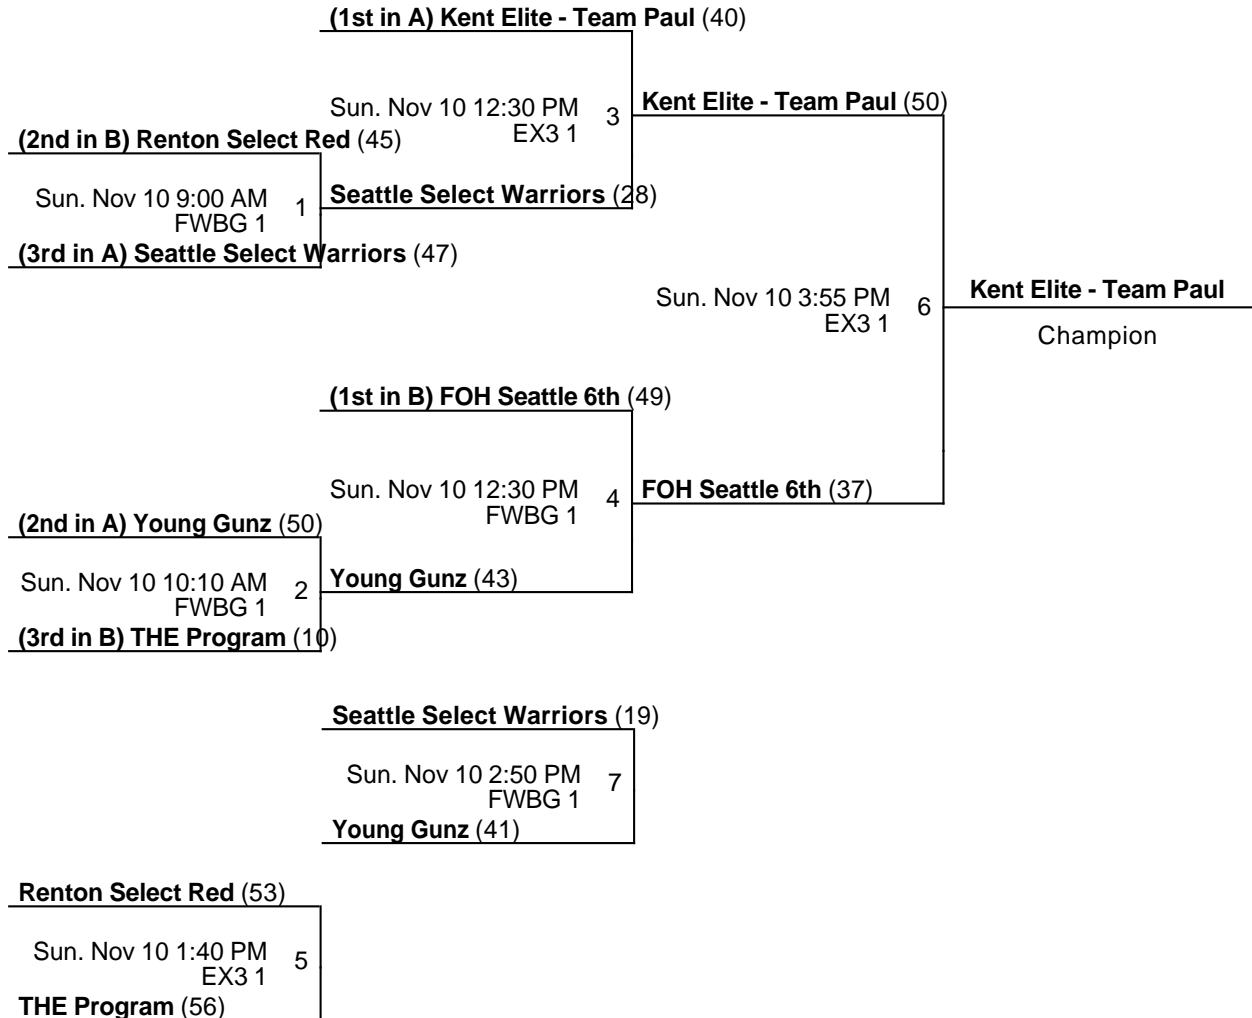 (1st in A) Kent Elite - Team Paul (40)
Sun. Nov 10 12:30 PM
EX3 1
3
Kent Elite - Team Paul (50)
(2nd in B) Renton Select Red (45)
Sun. Nov 10 9:00 AM
FWBG 1
1
Seattle Select Warriors (28)
(3rd in A) Seattle Select Warriors (47)
Sun. Nov 10 3:55 PM
EX3 1
6
Kent Elite - Team Paul
Champion
(1st in B) FOH Seattle 6th (49)
Sun. Nov 10 12:30 PM
FWBG 1
4
FOH Seattle 6th (37)
(2nd in A) Young Gunz (50)
Sun. Nov 10 10:10 AM
FWBG 1
2
Young Gunz (43)
(3rd in B) THE Program (10)
Seattle Select Warriors (19)
Sun. Nov 10 2:50 PM
FWBG 1
7
Young Gunz (41)
Renton Select Red (53)
Sun. Nov 10 1:40 PM
EX3 1
5
THE Program (56)